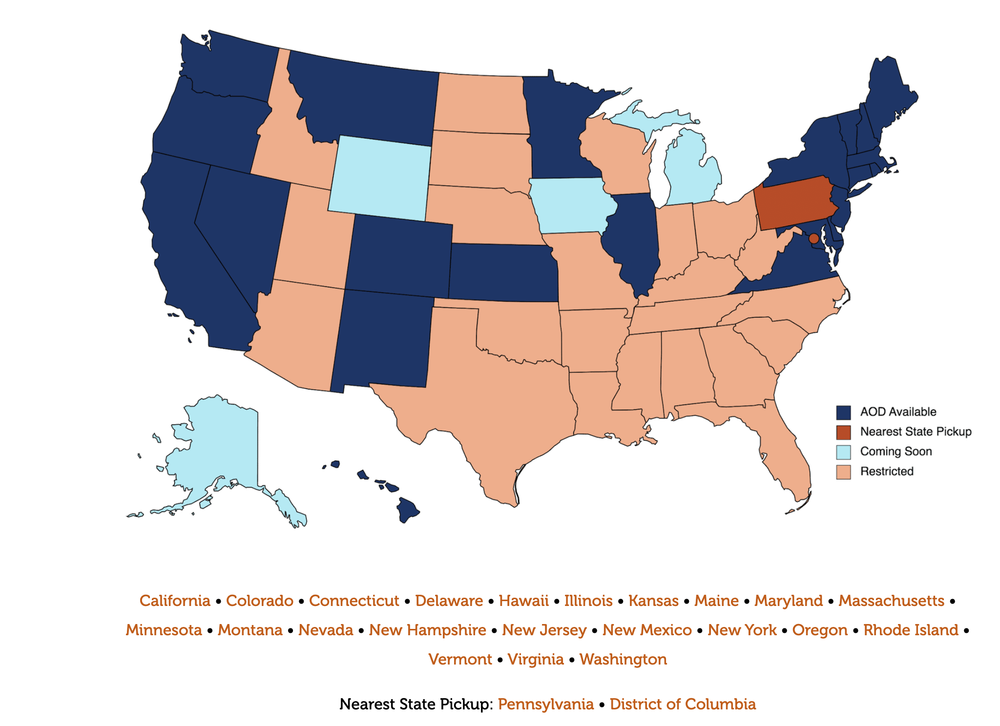 AOD Available
Nearest State Pickup
Coming Soon
Restricted
California • Colorado • Connecticut • Delaware • Hawaii • Illinois • Kansas • Maine • Maryland • Massachusetts •
Minnesota • Montana • Nevada • New Hampshire • New Jersey • New Mexico • New York • Oregon • Rhode Island •
Vermont • Virginia • Washington
Nearest State Pickup: Pennsylvania • District of Columbia